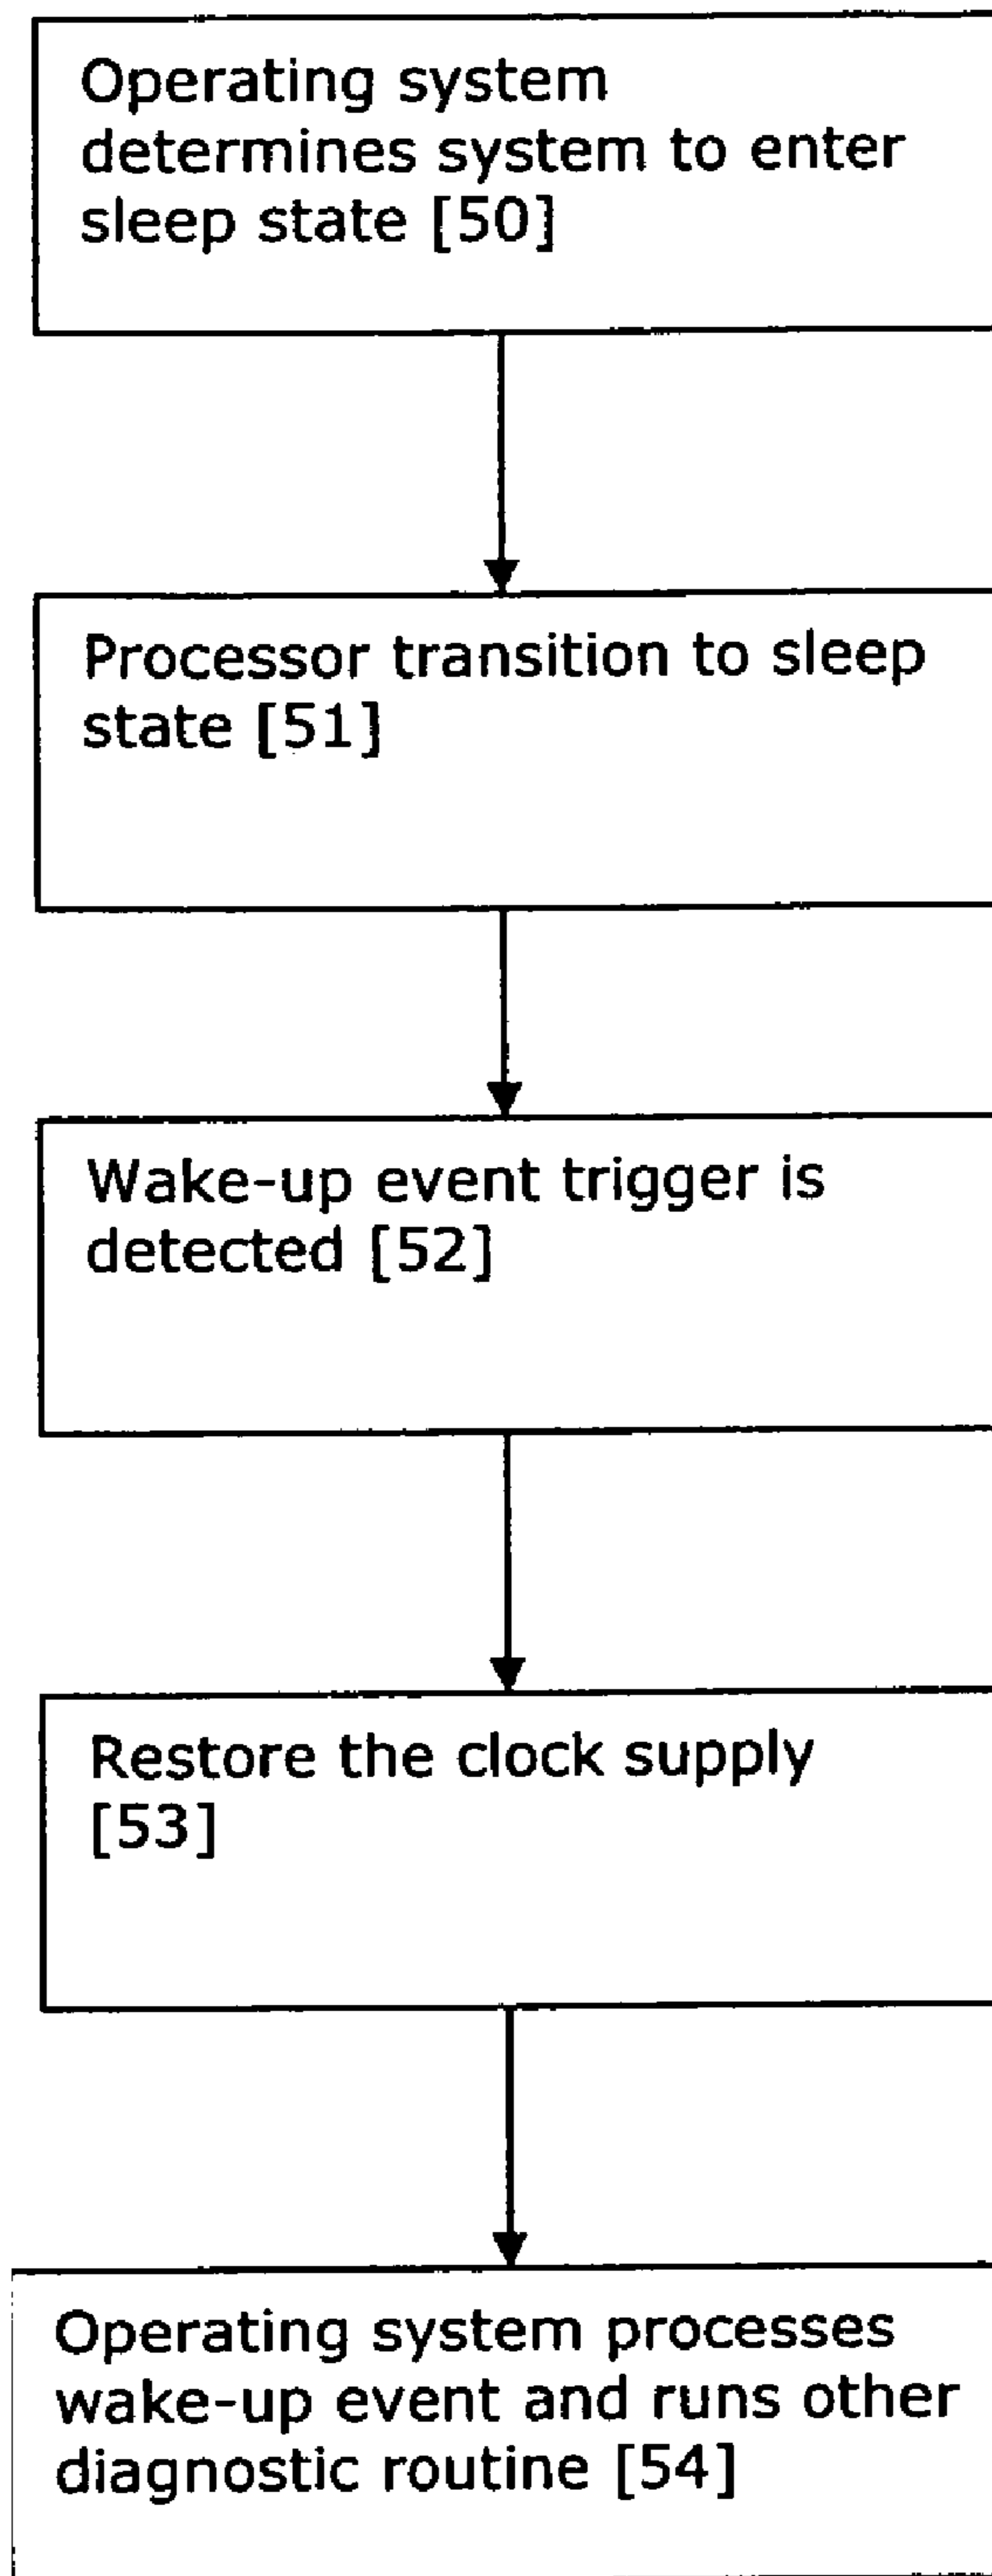 Operating system
determines system to enter
sleep state [50]
Processor transition to sleep
state [51]
Wake-up event trigger is
detected [52]
Restore the clock supply
[53]
Operating system processes
wake-up event and runs other
diagnostic routine [54]